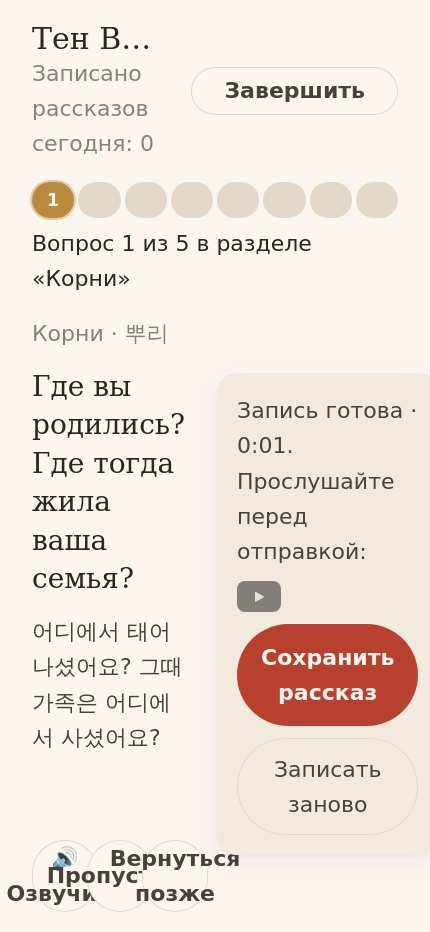 Тен В...
Записано
рассказов
сегодня: 0
Завершить
1
Вопрос 1 из 5 в разделе
«Корни»
Корни · 뿌리
Где вы
родились?
Где тогда
жила
ваша
семья?
어디에서 태어
나셨어요? 그때
가족은 어디에
서 사셨어요?
Запись готова ·
0:01.
Прослушайте
перед
отправкой:
Сохранить
рассказ
Записать
заново
🔊
Озвучи
Пропус
Вернуться
позже